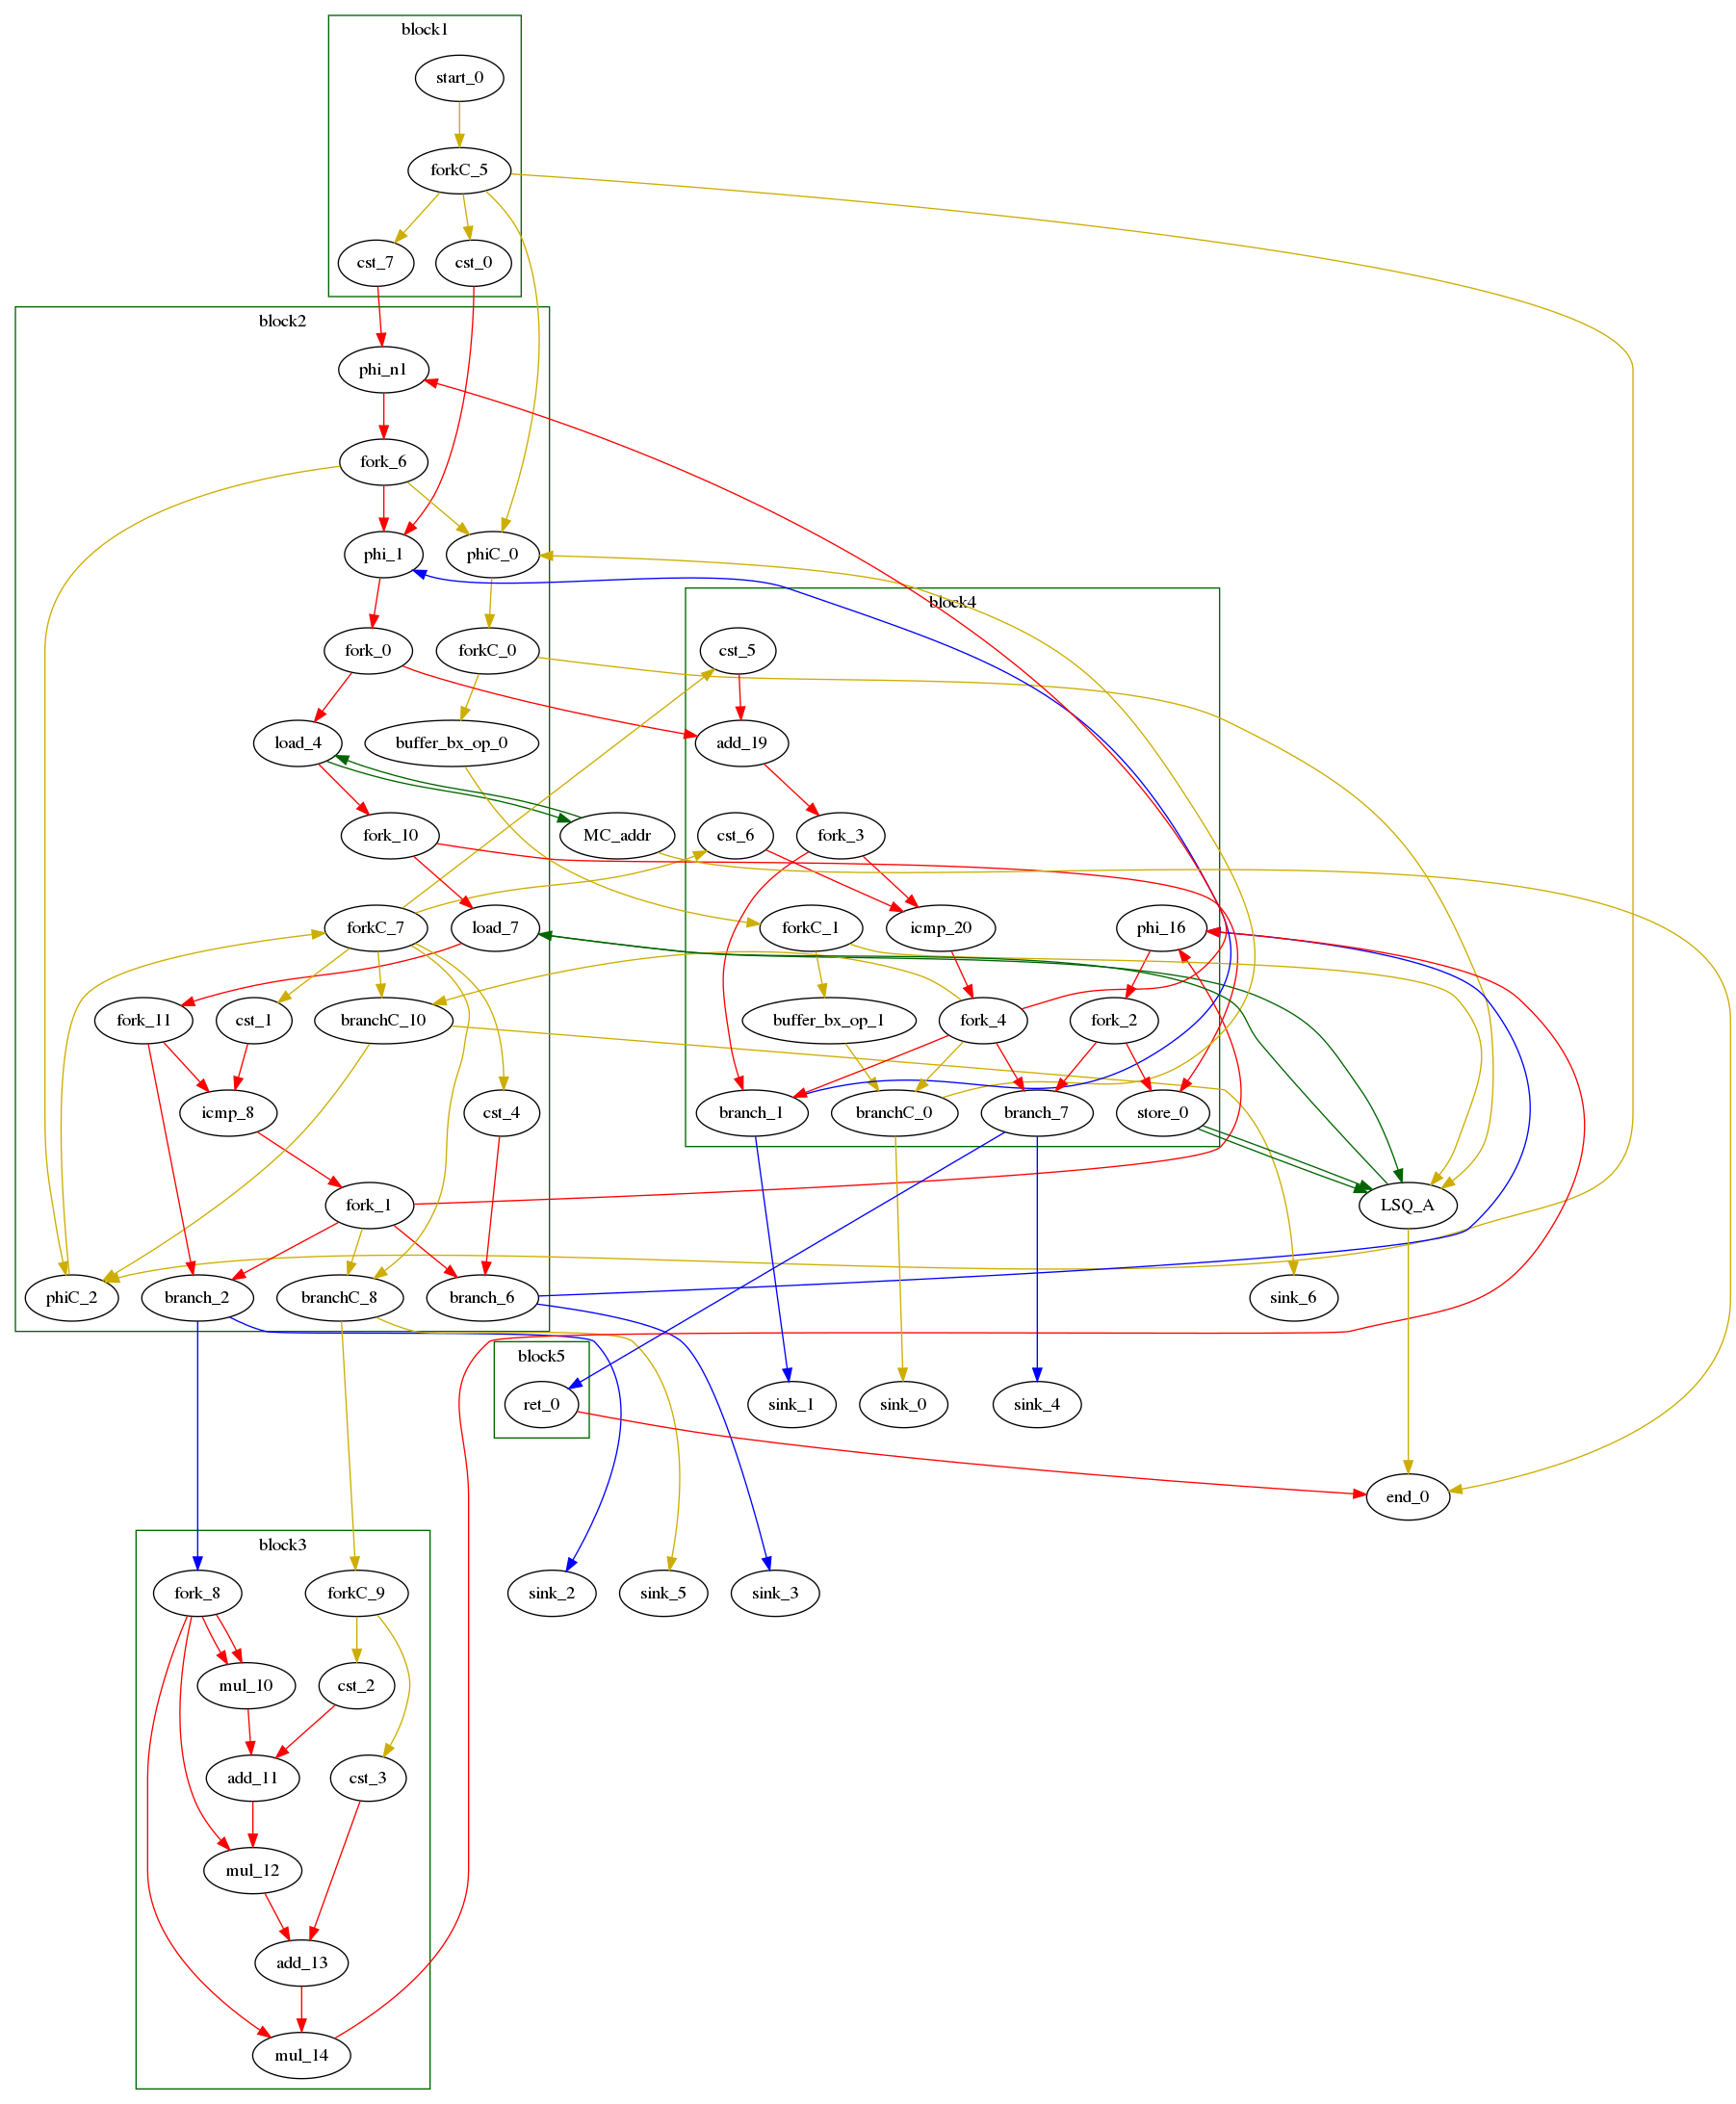 block1
start_0
forkC_5
cst_7
cst_0
block2
phi_n1
fork_6
phi_1
phiC_0
block4
fork_0
forkC_0
cst_5
load_4
buffer_bx_op_0
add_19
fork_10
MC_addr
cst_6
fork_3
forkC_7
load_7
forkC_1
icmp_20
phi_16
fork_11
cst_1
branchC_10
buffer_bx_op_1
fork_4
fork_2
icmp_8
cst_4
branch_1
branchC_0
branch_7
store_0
fork_1
LSQ_A
phiC_2
branch_2
branchC_8
branch_6
sink_6
block5
ret_0
sink_1
sink_0
sink_4
end_0
block3
fork_8
forkC_9
sink_2
sink_5
sink_3
mul_10
cst_2
add_11
cst_3
mul_12
add_13
mul_14